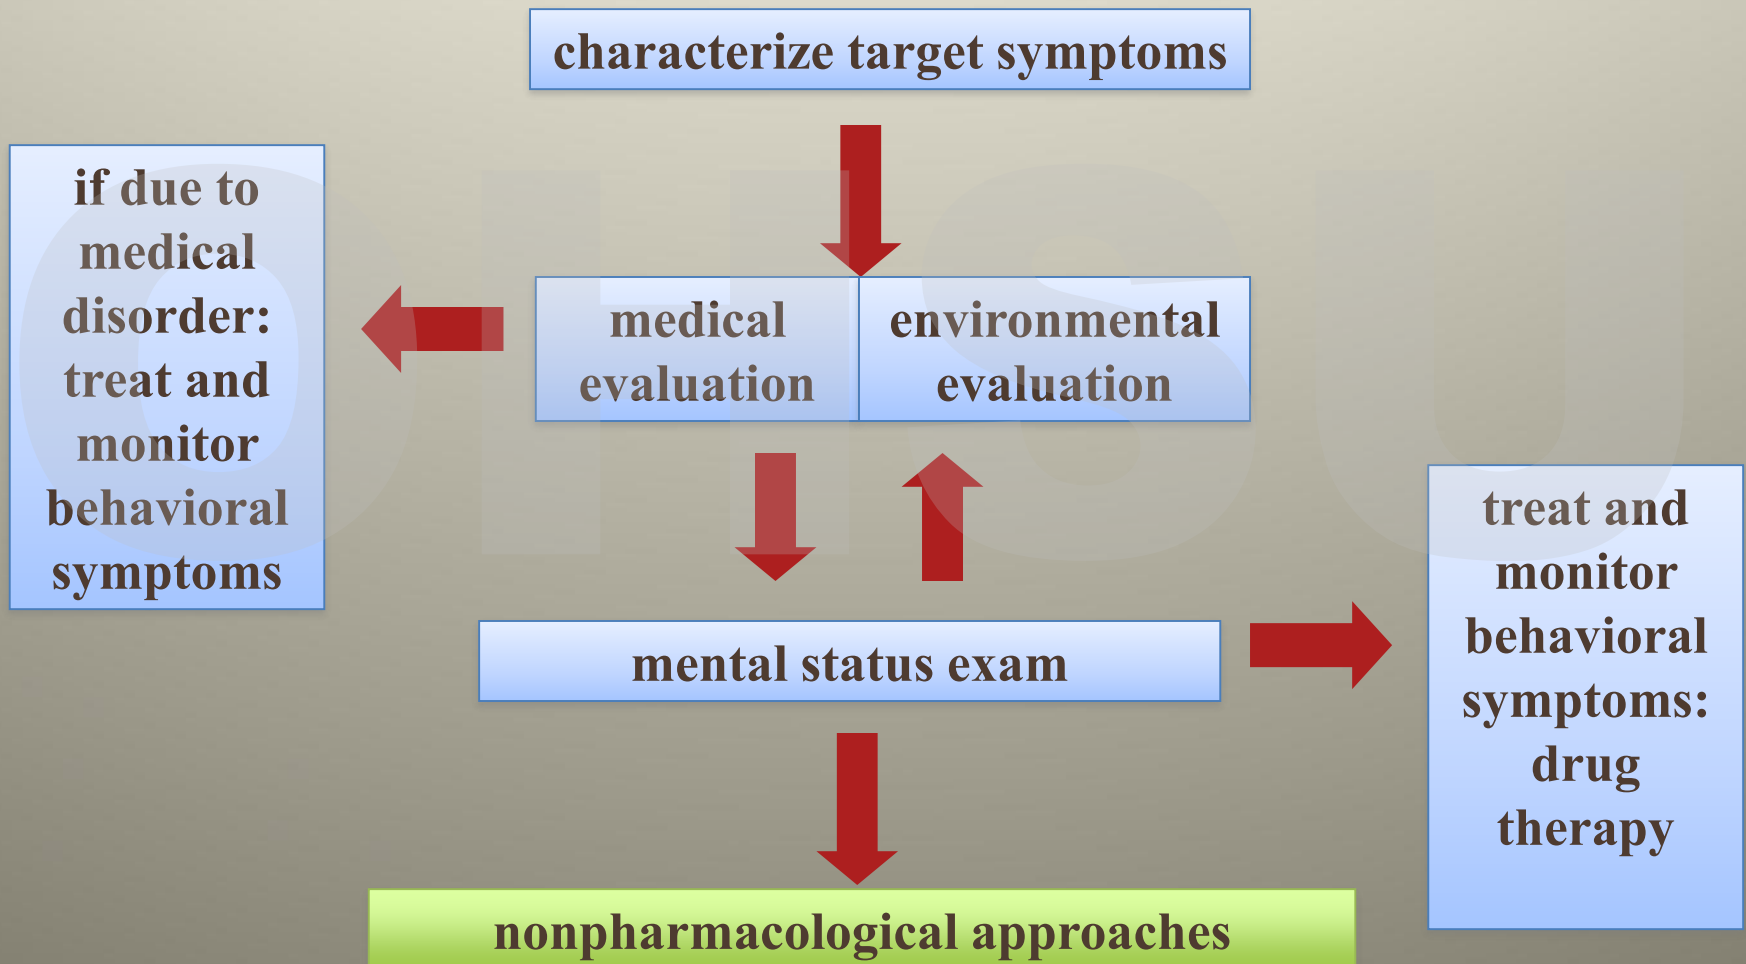 characterize target symptoms
if due to
medical
disorder:
treat and
monitor
behavioral
symptoms
medical
evaluation
environmental
evaluation
mental status exam
treat and
monitor
behavioral
symptoms:
drug
therapy
nonpharmacological approaches
OHSU